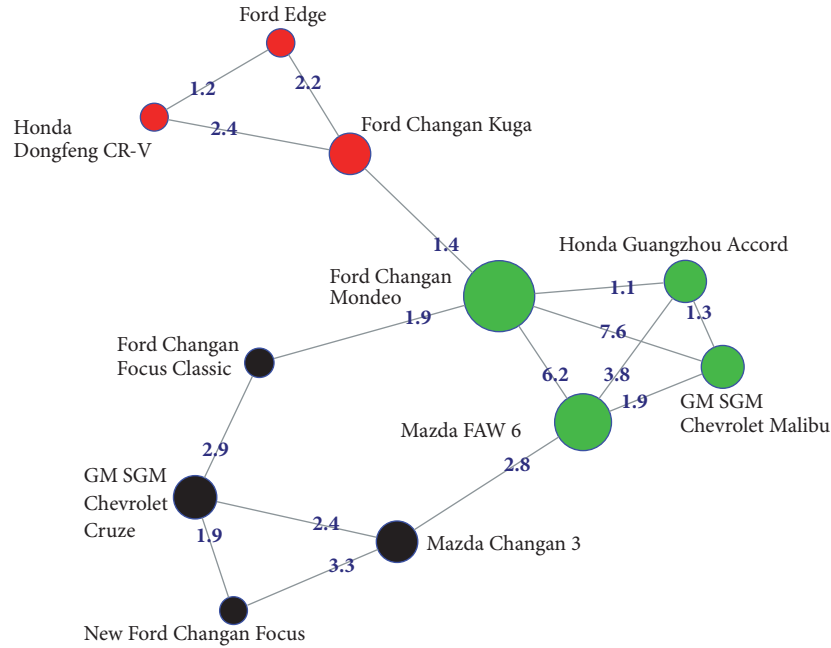 Ford Edge
1.2
2.2
2.4
Honda
Dongfeng CR-V
Ford Changan Kuga
1.4
Honda Guangzhou Accord
Ford Changan
Mondeo
1.1
1.3
1.9
7.6
Ford Changan
Focus Classic
6.2
3.8
1.9
GM SGM
Chevrolet Malibu
Mazda FAW 6
2.9
2.8
GM SGM
Chevrolet
Cruze
2.4
1.9
Mazda Changan 3
3.3
New Ford Changan Focus